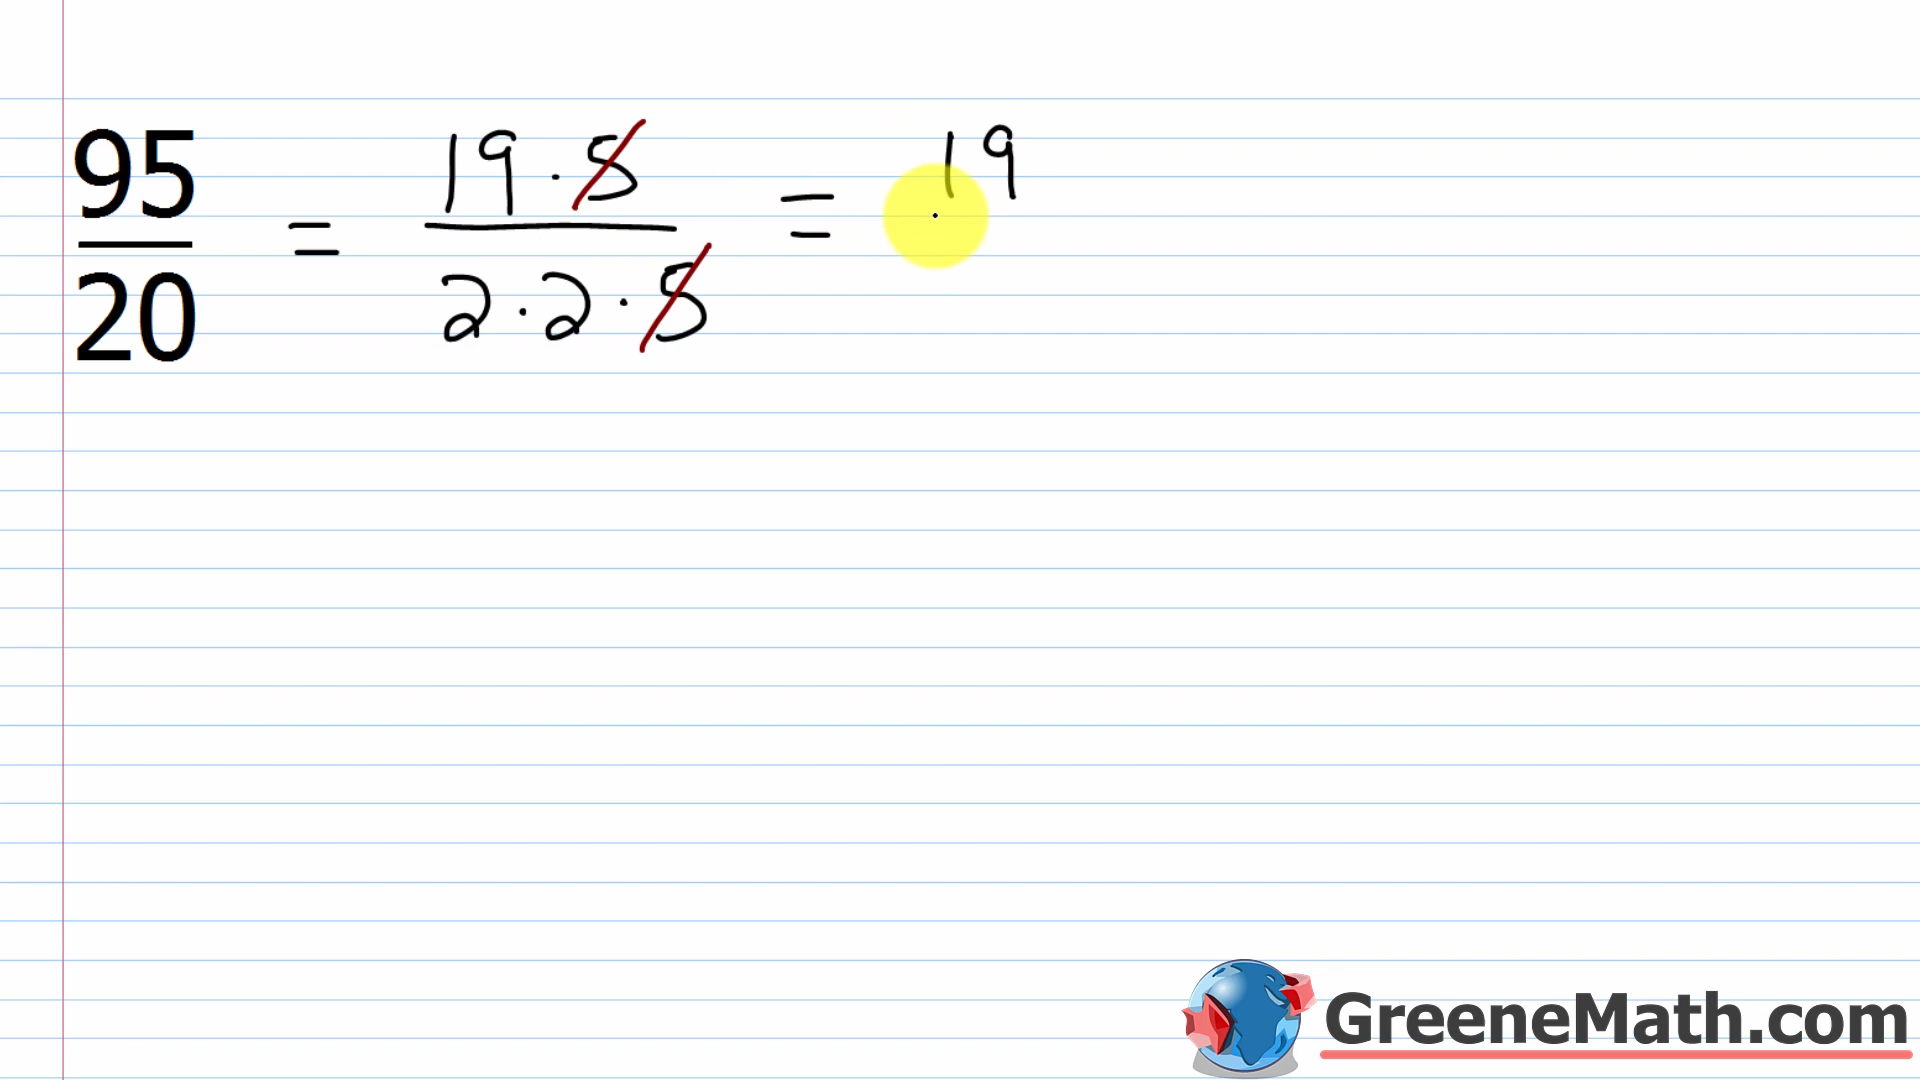 95/20 = 19 · 5 / 2 · 2 · 5 = 19
GreeneMath.com